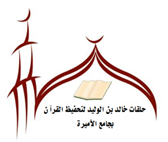 حلقات خالد بن الوليد لتحفيظ القرآن
بجامع الأميرة